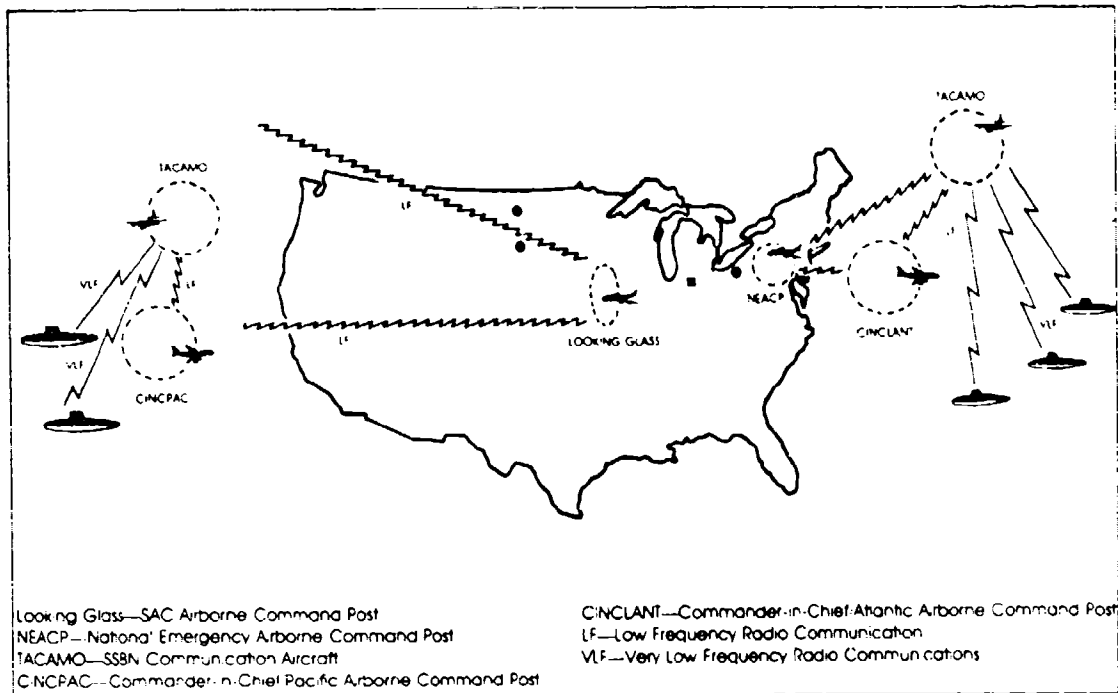 TACAMO
TACAMO
LF
LF
VLF
LF
NEACP
VLF
CINCLANT
LF
LOOKING GLASS
VLF
CINCPAC
Looking Glass—SAC Airborne Command Post
NEACP—National Emergency Airborne Command Post
TACAMO—SSBN Communication Aircraft
CINCPAC—Commander-in-Chief Pacific Airborne Command Post
CINCLANT—Commander-in-Chief Atlantic Airborne Command Post
LF—Low Frequency Radio Communication
VLF—Very Low Frequency Radio Communications